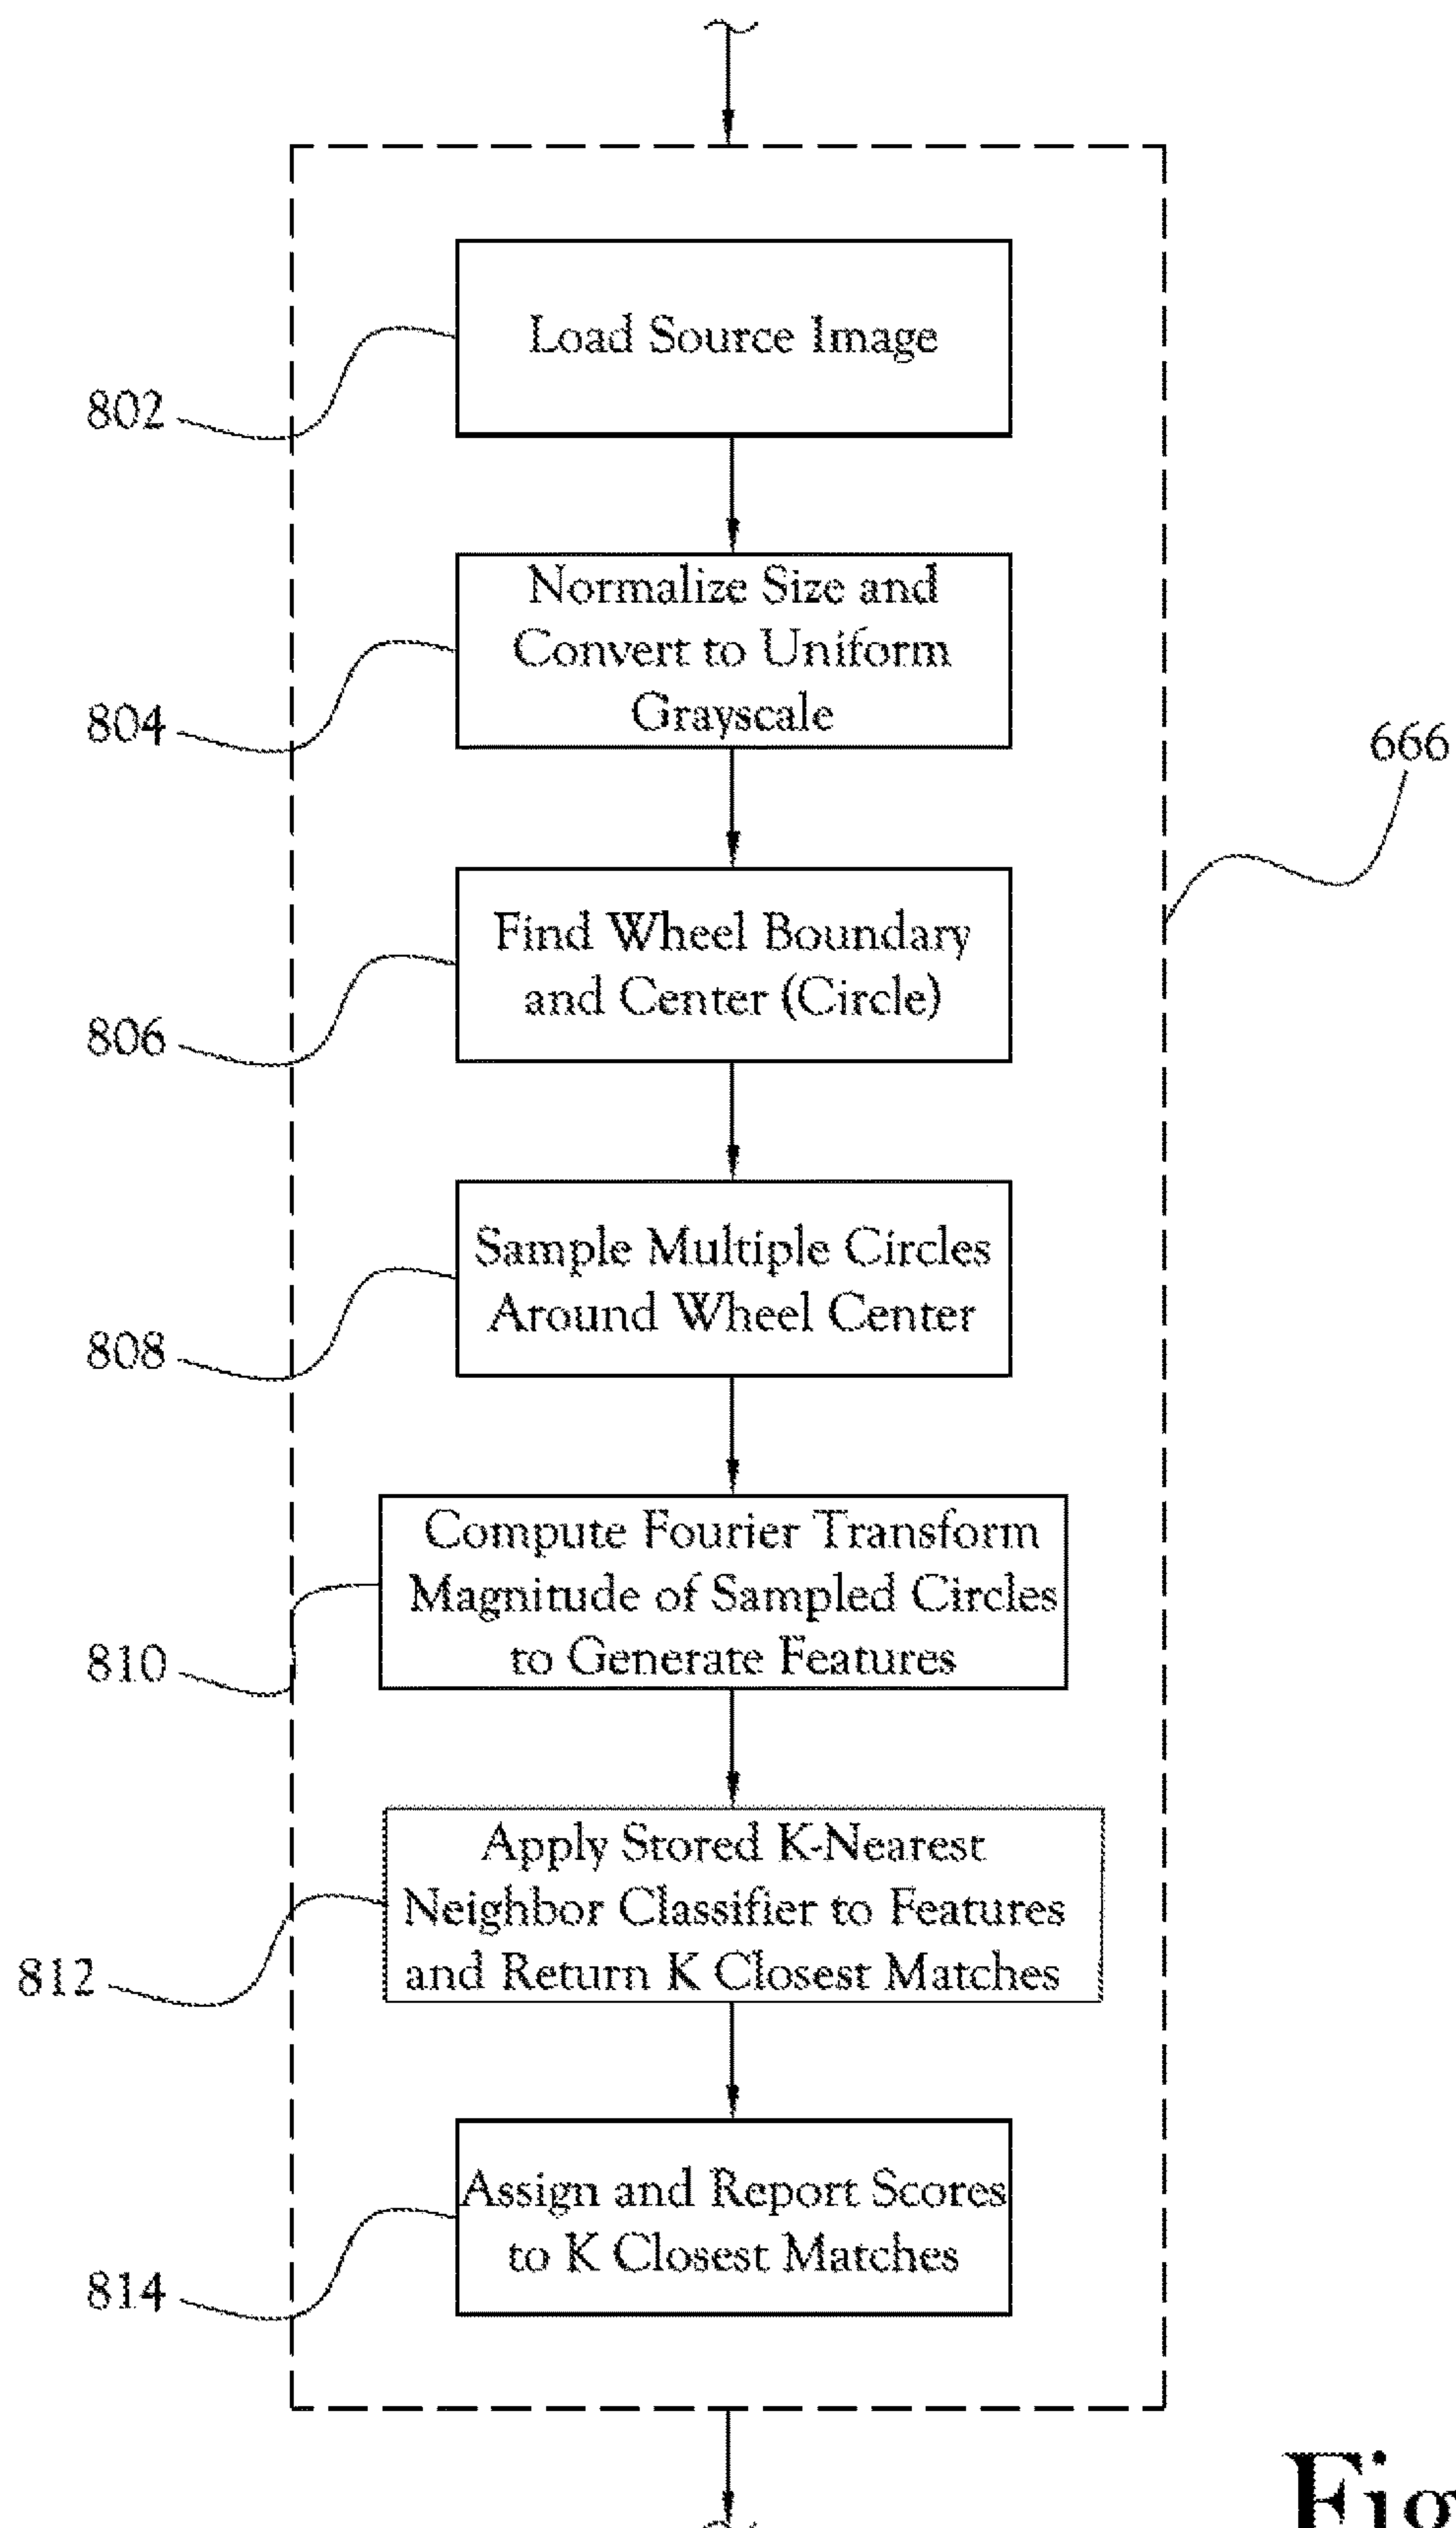 Load Source Image
802
Normalize Size and
Convert to Uniform
Grayscale
804
666
Find Wheel Boundary
and Center (Circle)
806
Sample Multiple Circles
Around Wheel Center
808
Compute Fourier Transform
Magnitude of Sampled Circles
to Generate Features
810
Apply Stored K-Nearest
Neighbor Classifier to Features
and Return K Closest Matches
812
Assign and Report Scores
to K Closest Matches
814
Fig